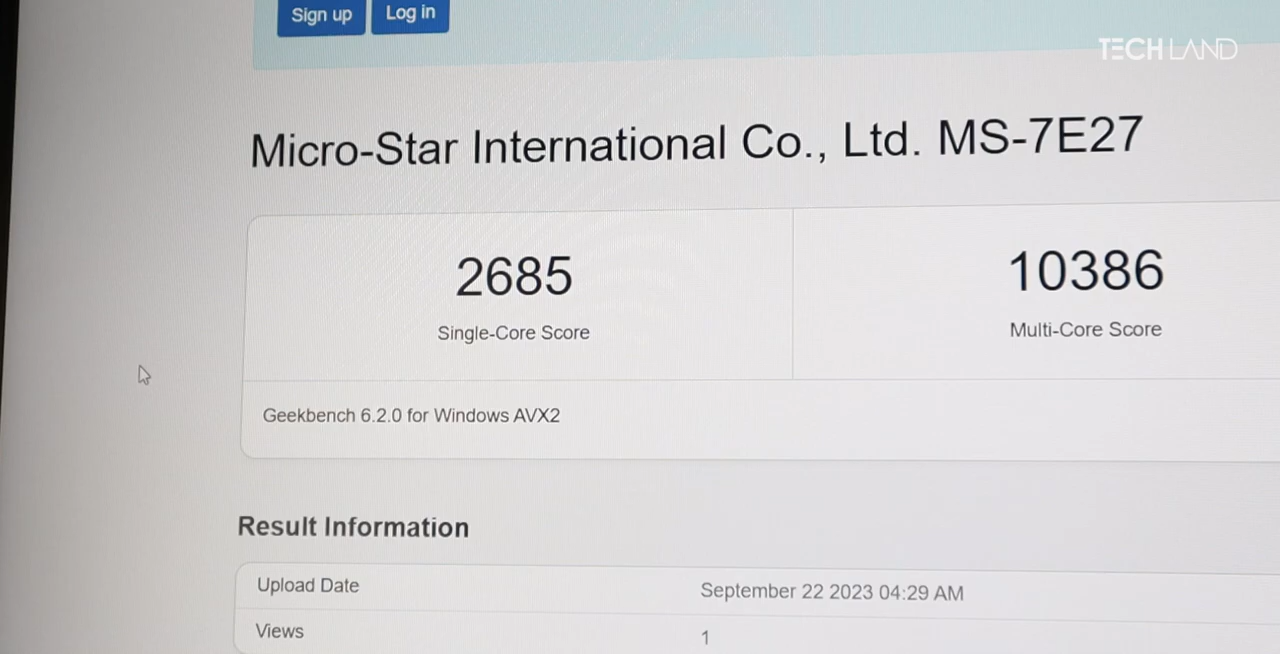 Sign up Log in
TECHLAND
Micro-Star International Co., Ltd. MS-7E27
2685 10386
Single-Core Score Multi-Core Score
Geekbench 6.2.0 for Windows AVX2
Result Information
Upload Date September 22 2023 04:29 AM
Views 1